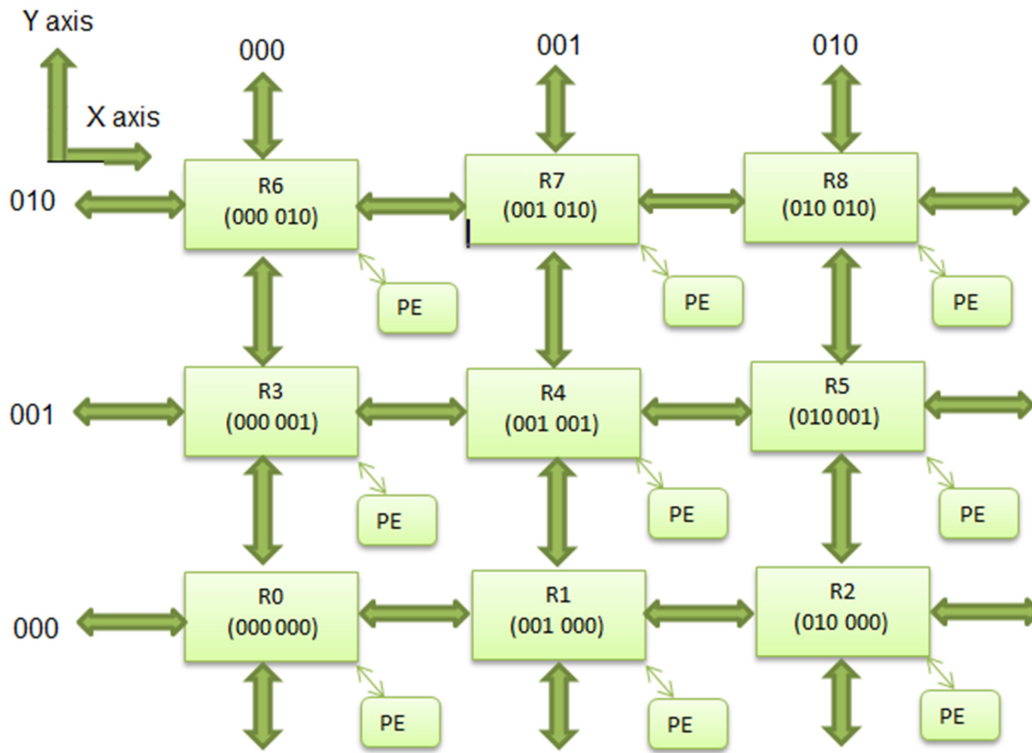 Y axis
000
001
010
X axis
010
R6
(000 010)
R7
(001 010)
R8
(010 010)
PE
PE
PE
001
R3
(000 001)
R4
(001 001)
R5
(010 001)
PE
PE
PE
000
R0
(000 000)
R1
(001 000)
R2
(010 000)
PE
PE
PE